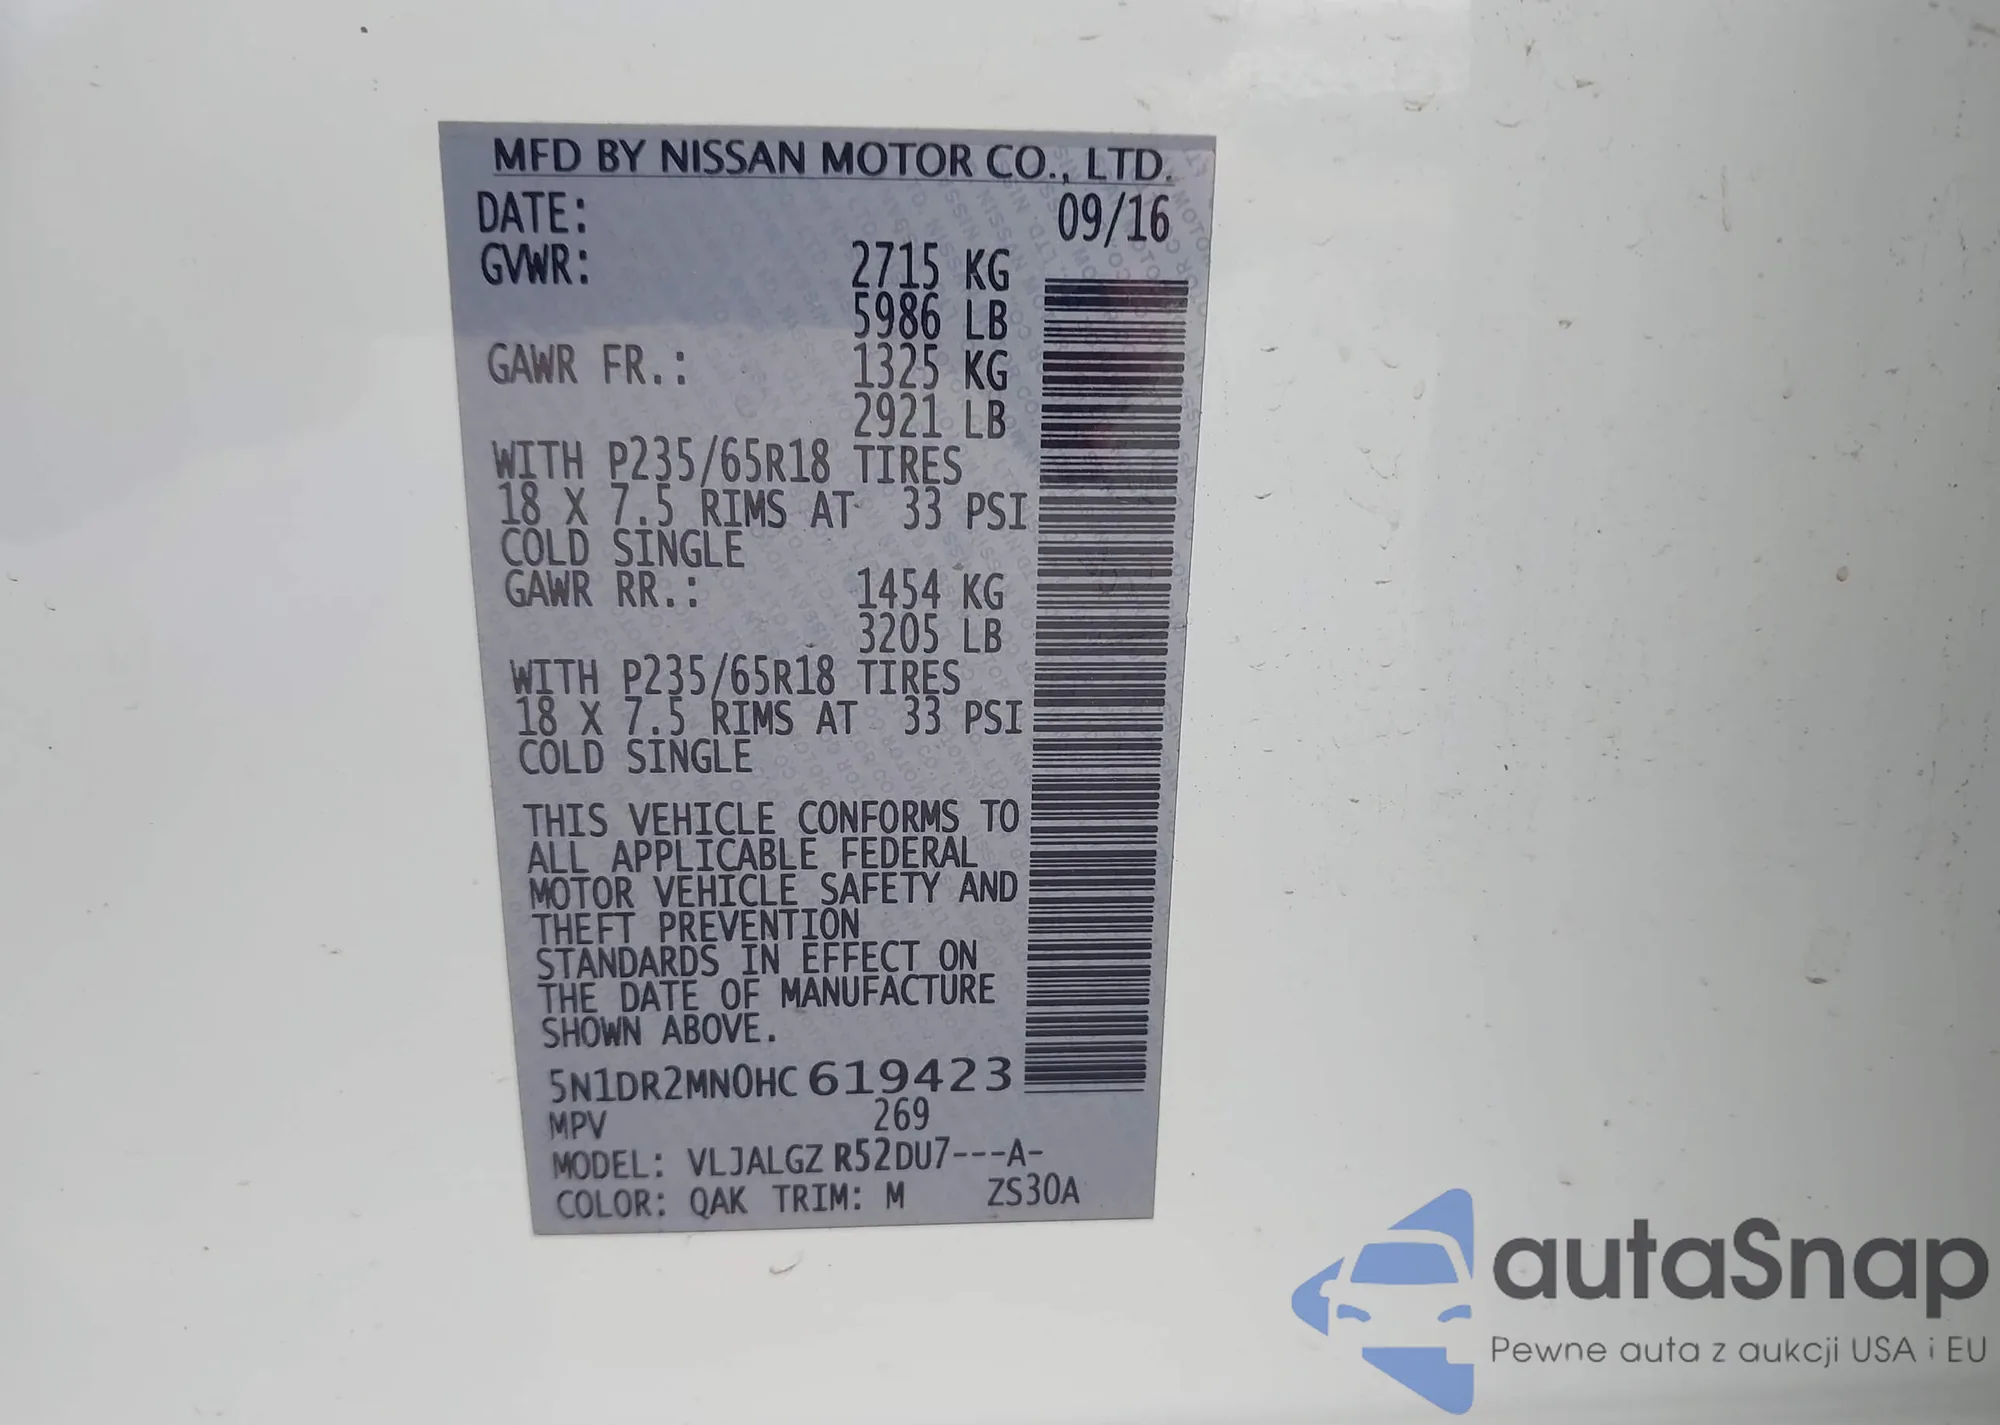 MFD BY NISSAN MOTOR CO., LTD.
DATE: 09/16
GVWR: 2715 KG
5986 LB
GAWR FR.: 1325 KG
2921 LB
WITH P235/65R18 TIRES
18 X 7.5 RIMS AT 33 PSI
COLD SINGLE
GAWR RR.: 1454 KG
3205 LB
WITH P235/65R18 TIRES
18 X 7.5 RIMS AT 33 PSI
COLD SINGLE
THIS VEHICLE CONFORMS TO
ALL APPLICABLE FEDERAL
MOTOR VEHICLE SAFETY AND
THEFT PREVENTION
STANDARDS IN EFFECT ON
THE DATE OF MANUFACTURE
SHOWN ABOVE.
5N1DR2MN0HC619423
MPV 269
MODEL: VLJALGZ R52DU7---A-
COLOR: QAK TRIM: M ZS30A
autaSnap
Pewne auta z aukcji USA i EU